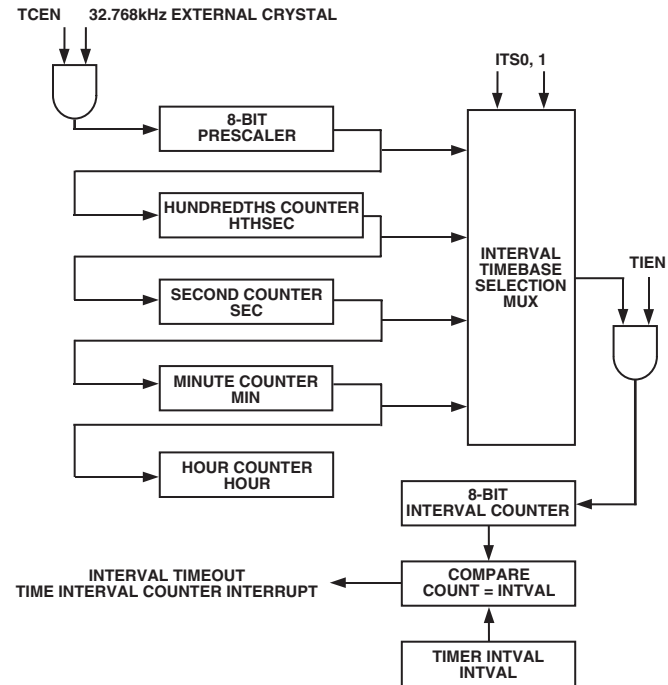 TCEN 32.768kHz EXTERNAL CRYSTAL
ITS0, 1
8-BIT
PRESCALER
HUNDREDTHS COUNTER
HTHSEC
INTERVAL
TIMEBASE
SELECTION
MUX
TIEN
SECOND COUNTER
SEC
MINUTE COUNTER
MIN
HOUR COUNTER
HOUR
8-BIT
INTERVAL COUNTER
INTERVAL TIMEOUT
TIME INTERVAL COUNTER INTERRUPT
COMPARE
COUNT = INTVAL
TIMER INTVAL
INTVAL